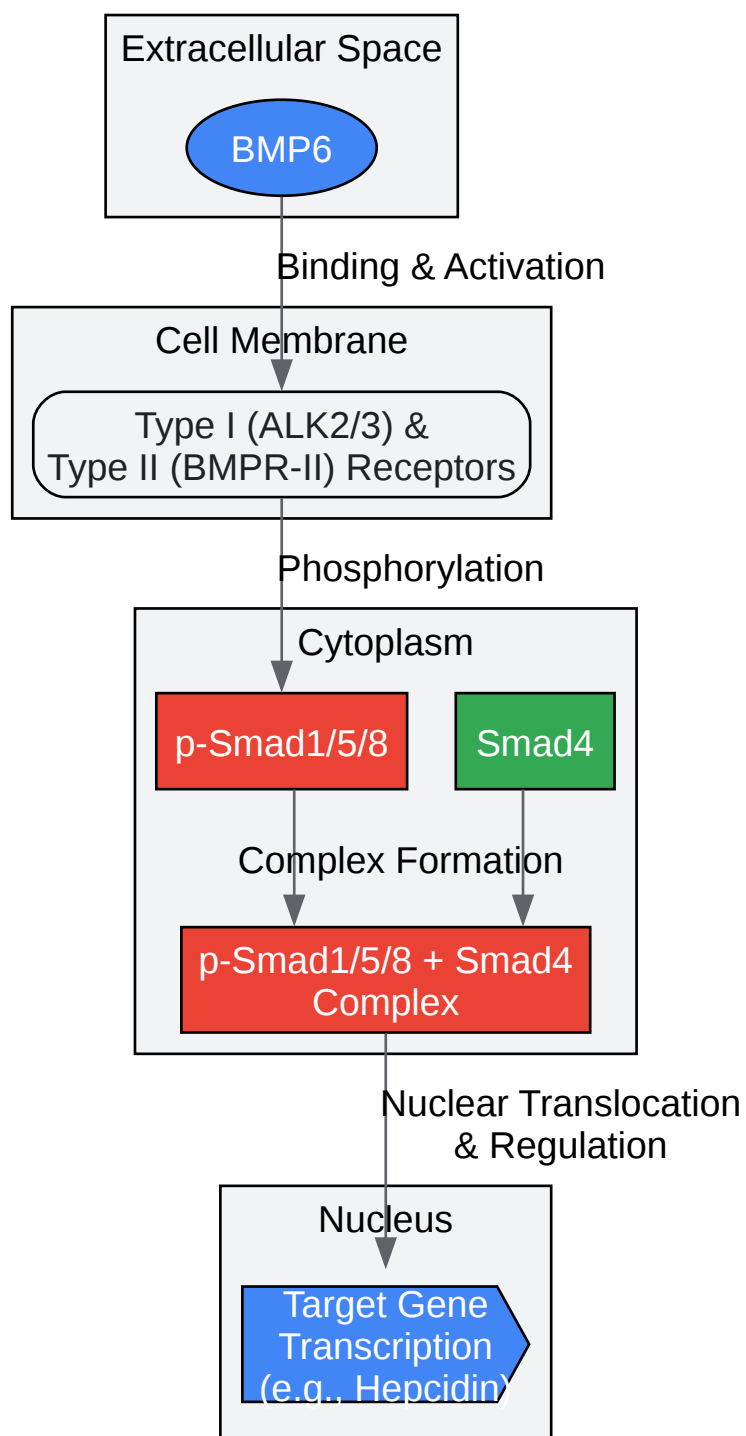 Extracellular Space
BMP6
Binding & Activation
Cell Membrane
Type I (ALK2/3) &
Type II (BMPR-II) Receptors
Phosphorylation
Cytoplasm
p-Smad1/5/8
Smad4
Complex Formation
p-Smad1/5/8 + Smad4
Complex
Nuclear Translocation
& Regulation
Nucleus
Target Gene
Transcription
(e.g., Hepcidin)